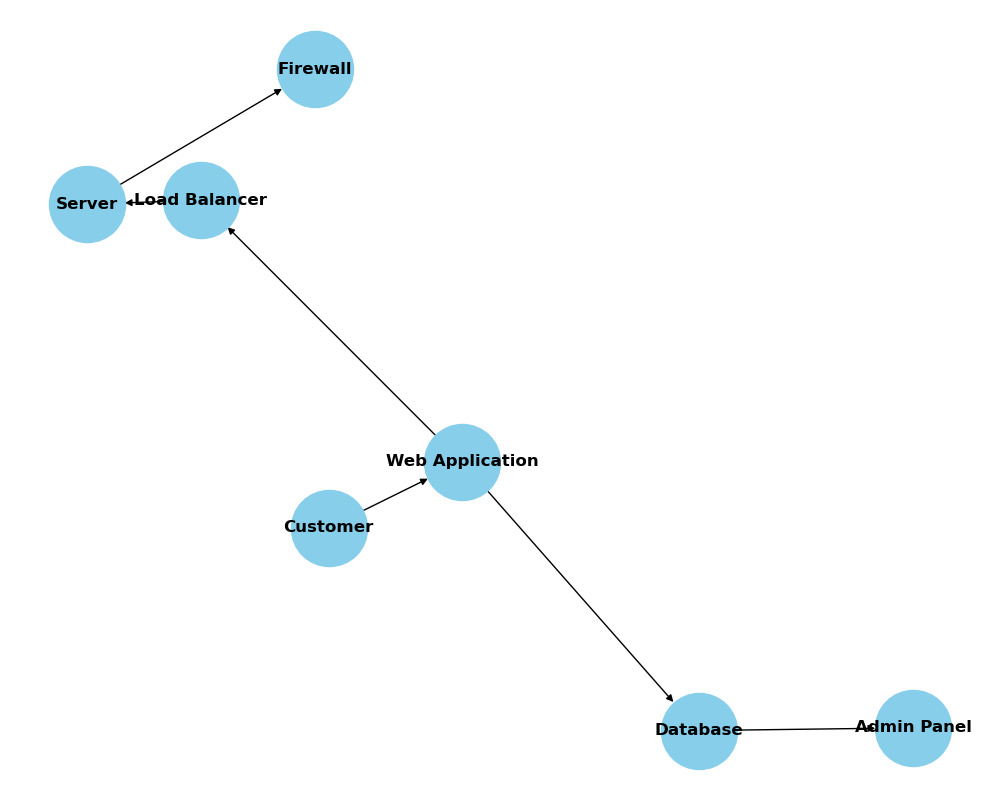 Firewall
Server
Load Balancer
Web Application
Customer
Database
Admin Panel